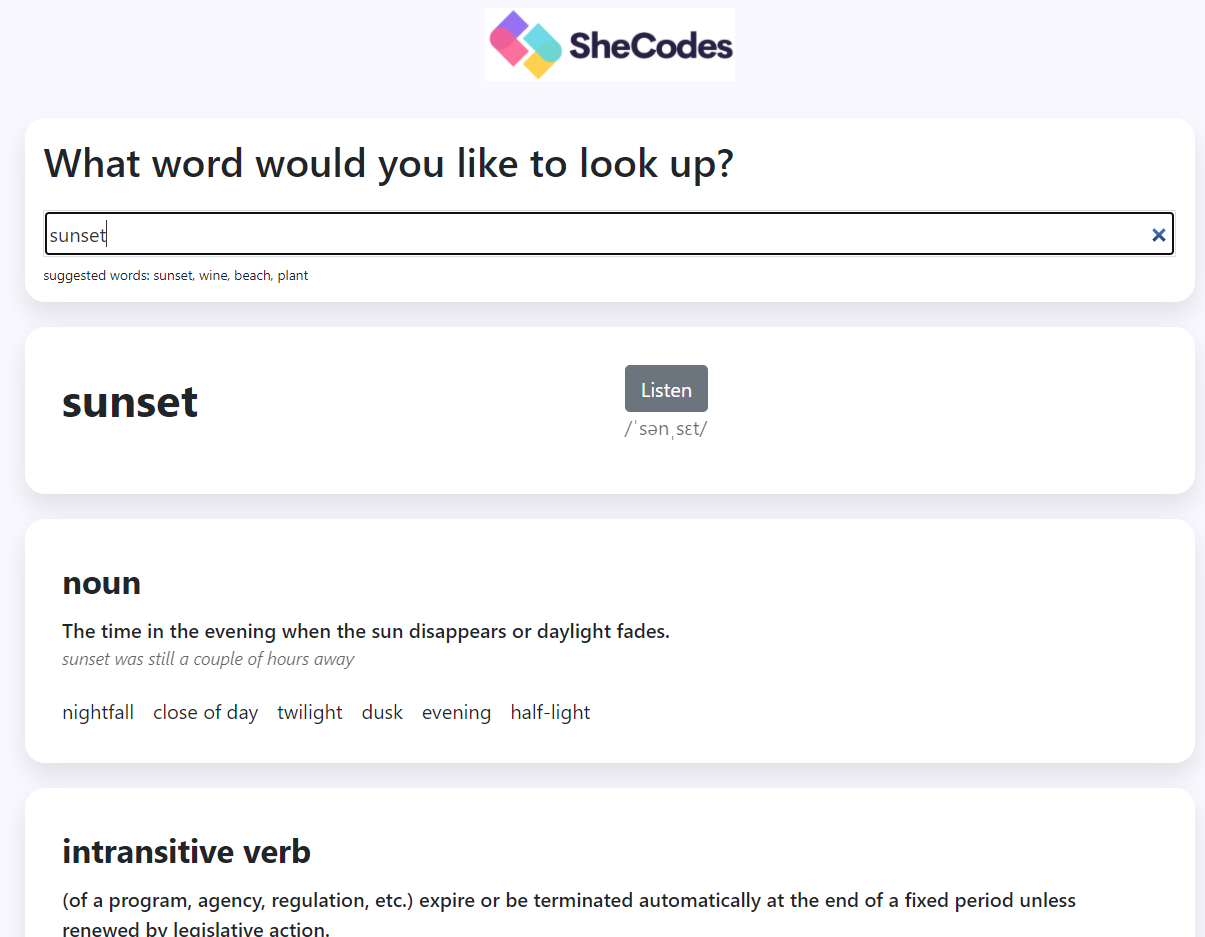 SheCodes
What word would you like to look up?
sunset
suggested words: sunset, wine, beach, plant
sunset
Listen
/ˈsənˌsɛt/
noun
The time in the evening when the sun disappears or daylight fades.
sunset was still a couple of hours away
nightfall close of day twilight dusk evening half-light
intransitive verb
(of a program, agency, regulation, etc.) expire or be terminated automatically at the end of a fixed period unless
renewed by legislative action.